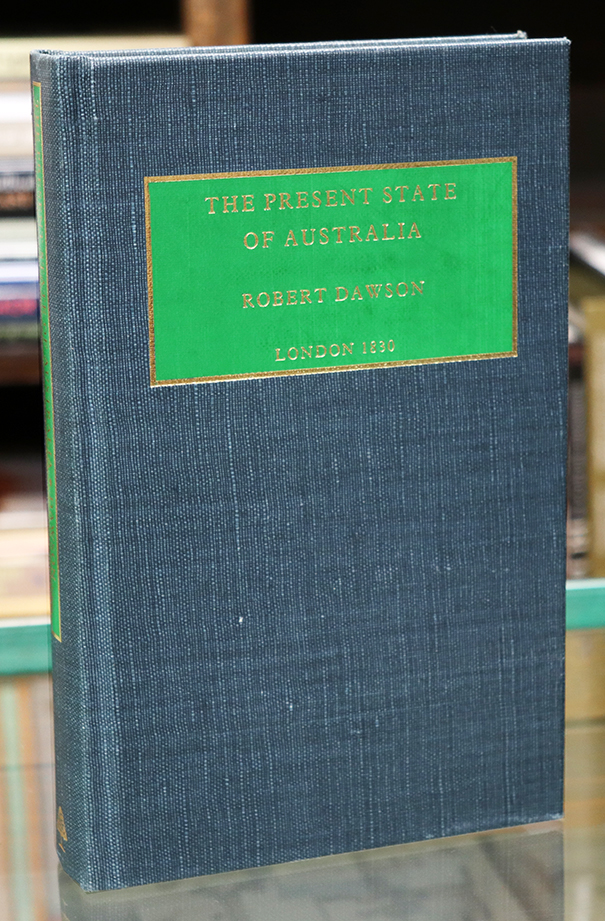 THE PRESENT STATE
OF AUSTRALIA
ROBERT DAWSON
LONDON 1830